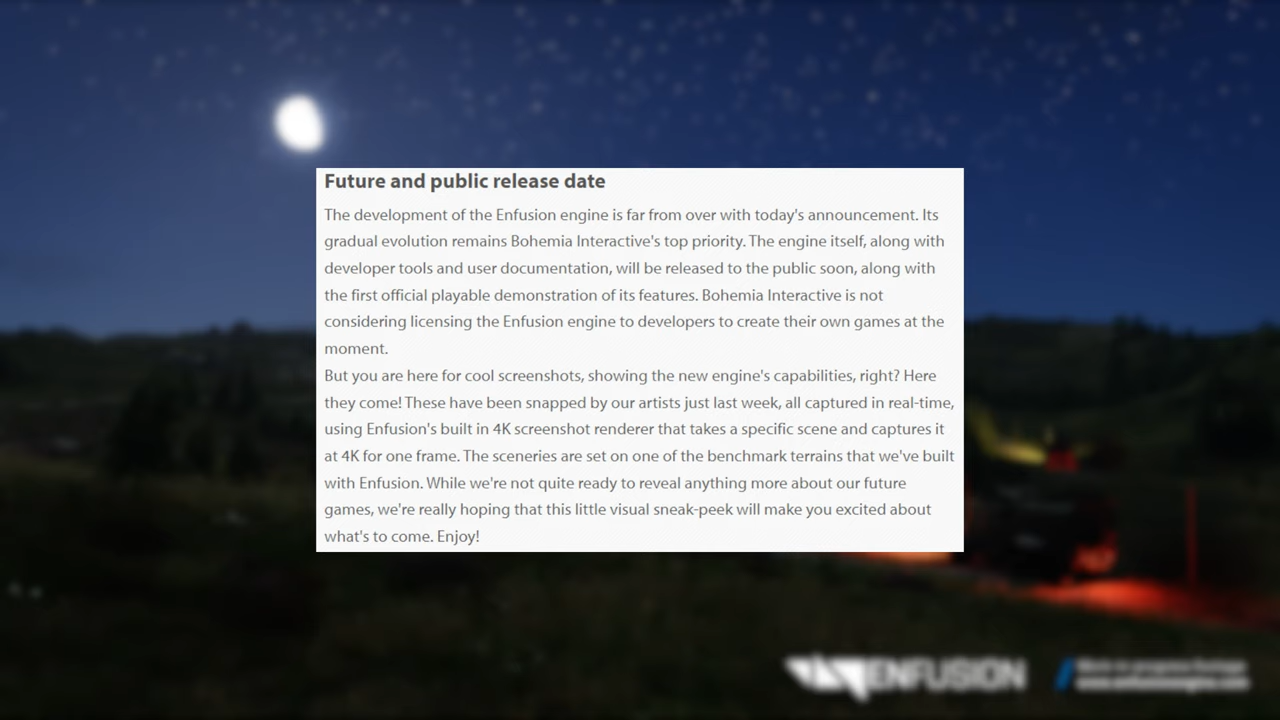 Future and public release date
The development of the Enfusion engine is far from over with today's announcement. Its
gradual evolution remains Bohemia Interactive's top priority. The engine itself, along with
developer tools and user documentation, will be released to the public soon, along with
the first official playable demonstration of its features. Bohemia Interactive is not
considering licensing the Enfusion engine to developers to create their own games at the
moment.
But you are here for cool screenshots, showing the new engine's capabilities, right? Here
they come! These have been snapped by our artists just last week, all captured in real-time,
using Enfusion's built in 4K screenshot renderer that takes a specific scene and captures it
at 4K for one frame. The sceneries are set on one of the benchmark terrains that we've built
with Enfusion. While we're not quite ready to reveal anything more about our future
games, we're really hoping that this little visual sneak-peek will make you excited about
what's to come. Enjoy!
ENFUSION
www.enfusionengine.com